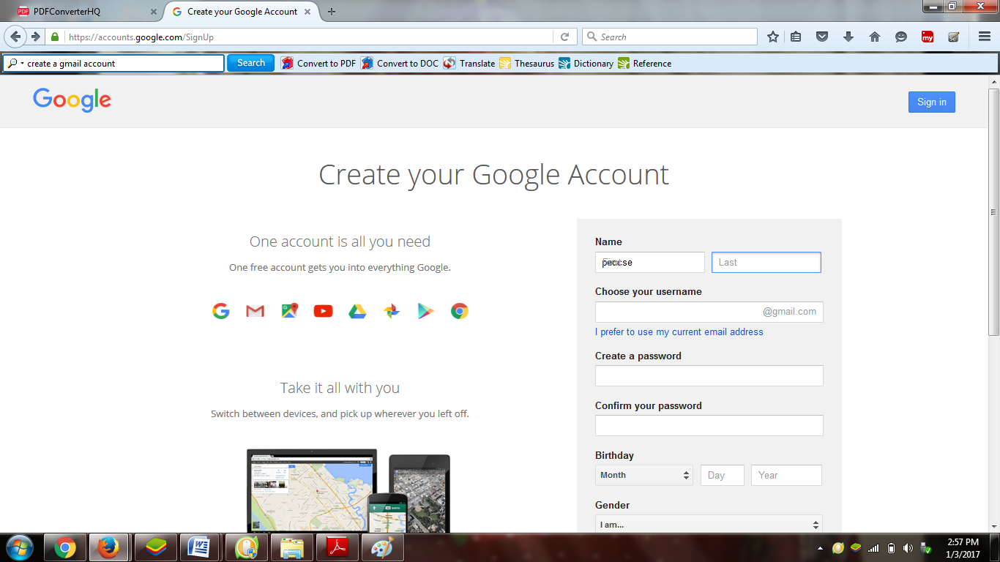 PDFConverterHQ
Create your Google Account
https://accounts.google.com/SignUp
Search
my
create a gmail account
Search
Convert to PDF
Convert to DOC
Translate
Thesaurus
Dictionary
Reference
Google
Sign in
Create your Google Account
One account is all you need
One free account gets you into everything Google.
Take it all with you
Switch between devices, and pick up wherever you left off.
Name
Last
Choose your username
@gmail.com
I prefer to use my current email address
Create a password
Confirm your password
Birthday
Month
Day
Year
Gender
I am...
2:57 PM
1/3/2017